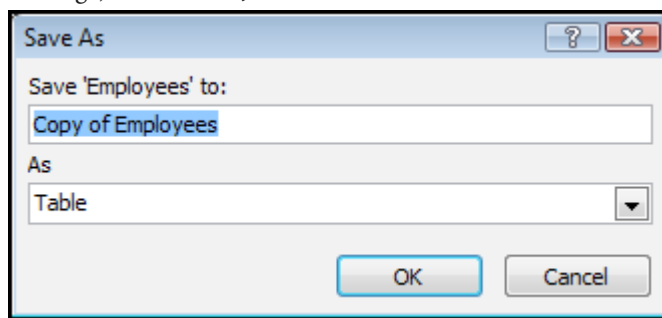 Save As
?
Save 'Employees' to:
Copy of Employees
As
Table
OK Cancel